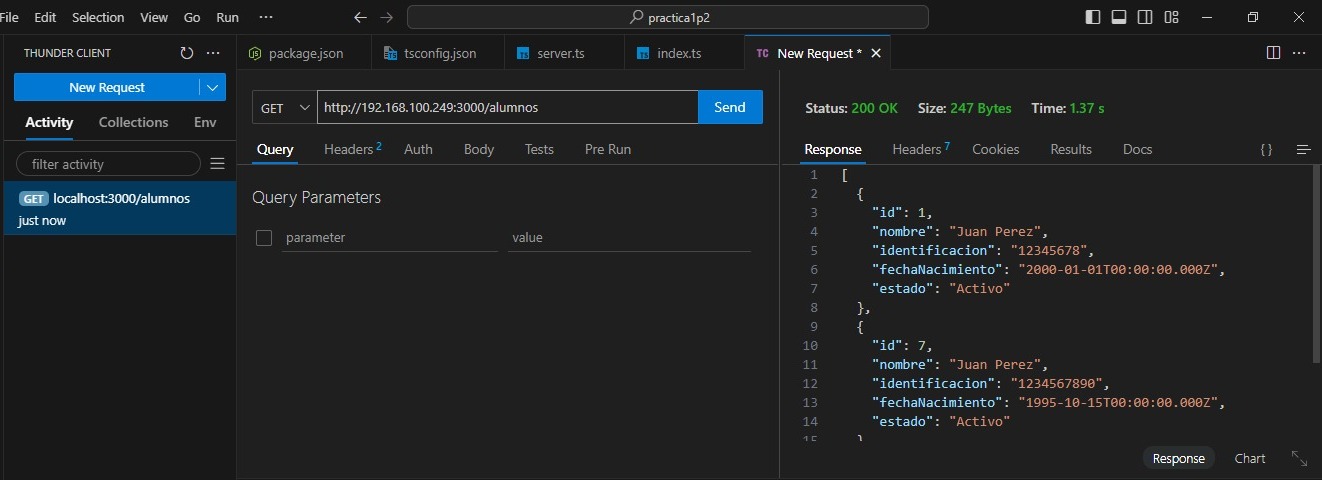 File Edit Selection View Go Run ··· practica1p2
THUNDER CLIENT ···
package.json tsconfig.json server.ts index.ts TC New Request * ···
New Request
GET http://192.168.100.249:3000/alumnos Send
Status: 200 OK Size: 247 Bytes Time: 1.37 s
Activity Collections Env
Query Headers 2 Auth Body Tests Pre Run
Response Headers 7 Cookies Results Docs { }
filter activity
GET localhost:3000/alumnos
just now
Query Parameters
parameter value
1 [
2 {
3 "id": 1,
4 "nombre": "Juan Perez",
5 "identificacion": "12345678",
6 "fechaNacimiento": "2000-01-01T00:00:00.000Z",
7 "estado": "Activo"
8 },
9 {
10 "id": 7,
11 "nombre": "Juan Perez",
12 "identificacion": "1234567890",
13 "fechaNacimiento": "1995-10-15T00:00:00.000Z",
14 "estado": "Activo"
15 }
Response Chart